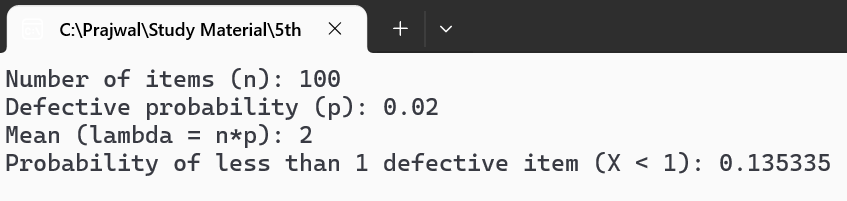 C:\Prajwal\Study Material\5th
Number of items (n): 100
Defective probability (p): 0.02
Mean (lambda = n*p): 2
Probability of less than 1 defective item (X < 1): 0.135335